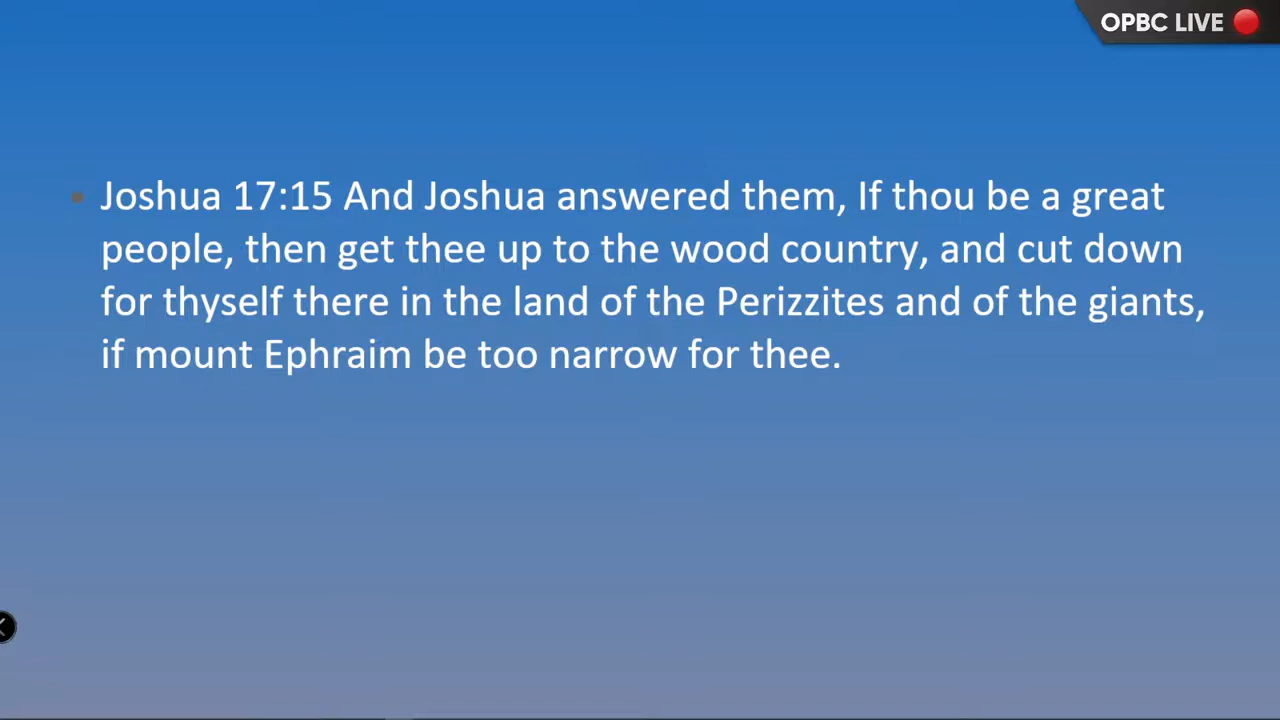 OPBC LIVE
• Joshua 17:15 And Joshua answered them, If thou be a great
people, then get thee up to the wood country, and cut down
for thyself there in the land of the Perizzites and of the giants,
if mount Ephraim be too narrow for thee.